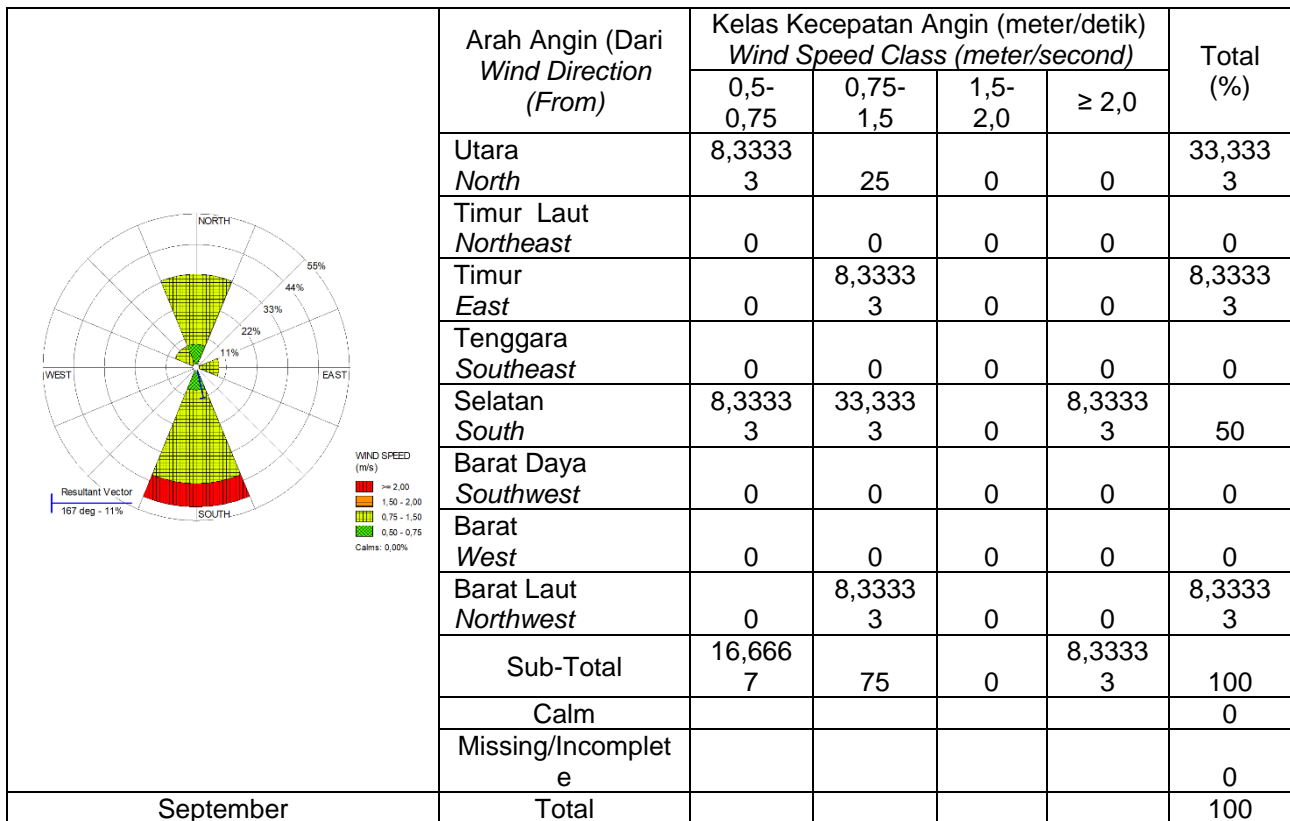 NORTH
55%
44%
33%
22%
11%
WEST
EAST
SOUTH
WIND SPEED
(m/s)
>= 2,00
1,50 - 2,00
0,75 - 1,50
0,50 - 0,75
Calms: 0,00%
Resultant Vector
167 deg - 11%
Arah Angin (Dari
Wind Direction
(From)
Kelas Kecepatan Angin (meter/detik)
Wind Speed Class (meter/second)
Total
(%)
0,5-
0,75
0,75-
1,5
1,5-
2,0
≥ 2,0
Utara 8,3333 33,333
North 3 25 0 0 3
Timur Laut
Northeast 0 0 0 0 0
Timur 8,3333 8,3333
East 0 3 0 0 3
Tenggara
Southeast 0 0 0 0 0
Selatan 8,3333 33,333 8,3333
South 3 3 0 3 50
Barat Daya
Southwest 0 0 0 0 0
Barat
West 0 0 0 0 0
Barat Laut 8,3333 8,3333
Northwest 0 3 0 0 3
Sub-Total 16,666 8,3333
7 75 0 3 100
Calm 0
Missing/Incomplet
e 0
September Total 100